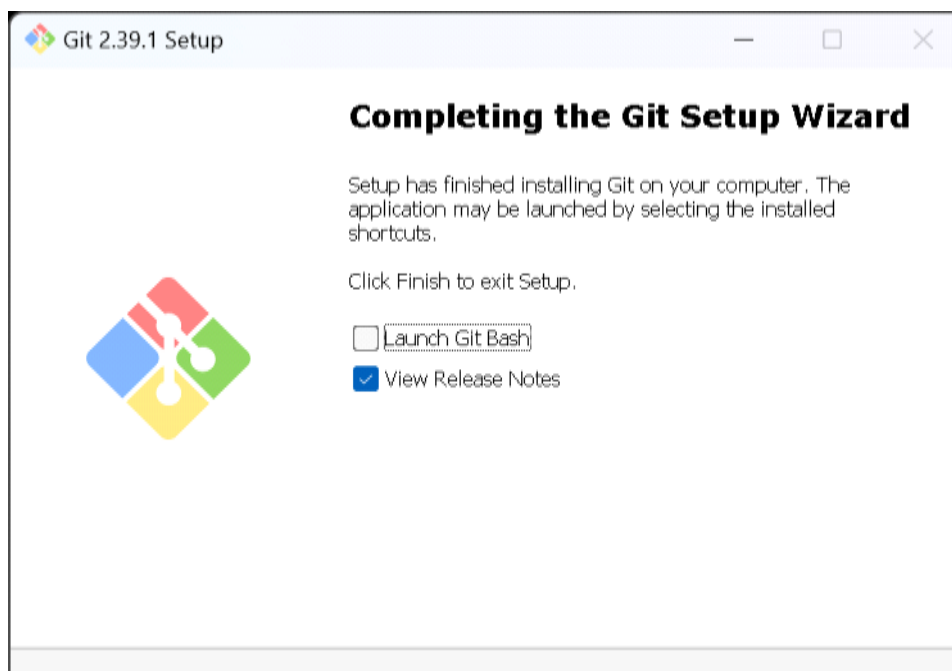 Git 2.39.1 Setup
Completing the Git Setup Wizard
Setup has finished installing Git on your computer. The
application may be launched by selecting the installed
shortcuts.
Click Finish to exit Setup.
Launch Git Bash
View Release Notes